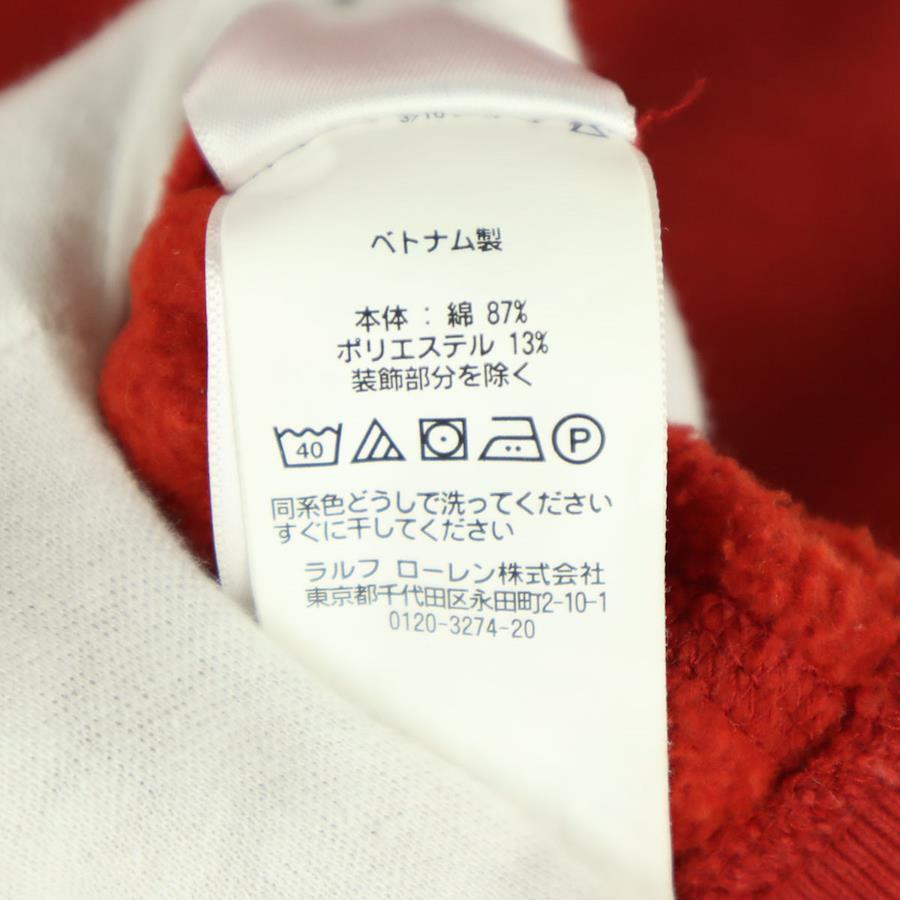 3/10
ベトナム製
本体 : 綿 87%
ポリエステル 13%
装飾部分を除く
40 P
同系色どうしで洗ってください
すぐに干してください
ラルフ ローレン株式会社
東京都千代田区永田町2-10-1
0120-3274-20